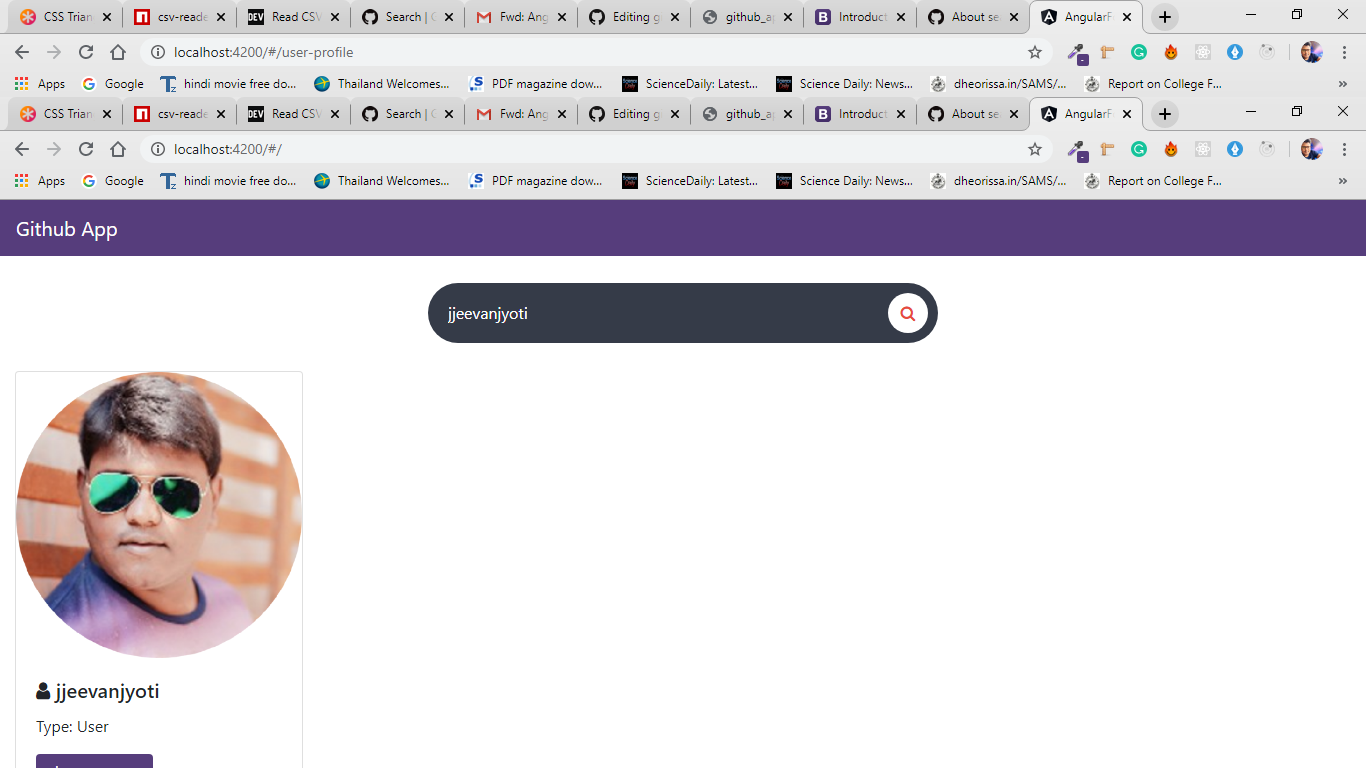 CSS Trian csv-reade Read CSV Search | G Fwd: Ang Editing g github_ap Introduct About sea AngularF
localhost:4200/#/user-profile
Apps Google hindi movie free do... Thailand Welcomes... PDF magazine dow... ScienceDaily: Latest... Science Daily: News... dheorissa.in/SAMS/... Report on College F... »
CSS Trian csv-reade Read CSV Search | G Fwd: Ang Editing g github_ap Introduct About sea AngularF
localhost:4200/#/
Apps Google hindi movie free do... Thailand Welcomes... PDF magazine dow... ScienceDaily: Latest... Science Daily: News... dheorissa.in/SAMS/... Report on College F... »
Github App
jjeevanjyoti
jjeevanjyoti
Type: User